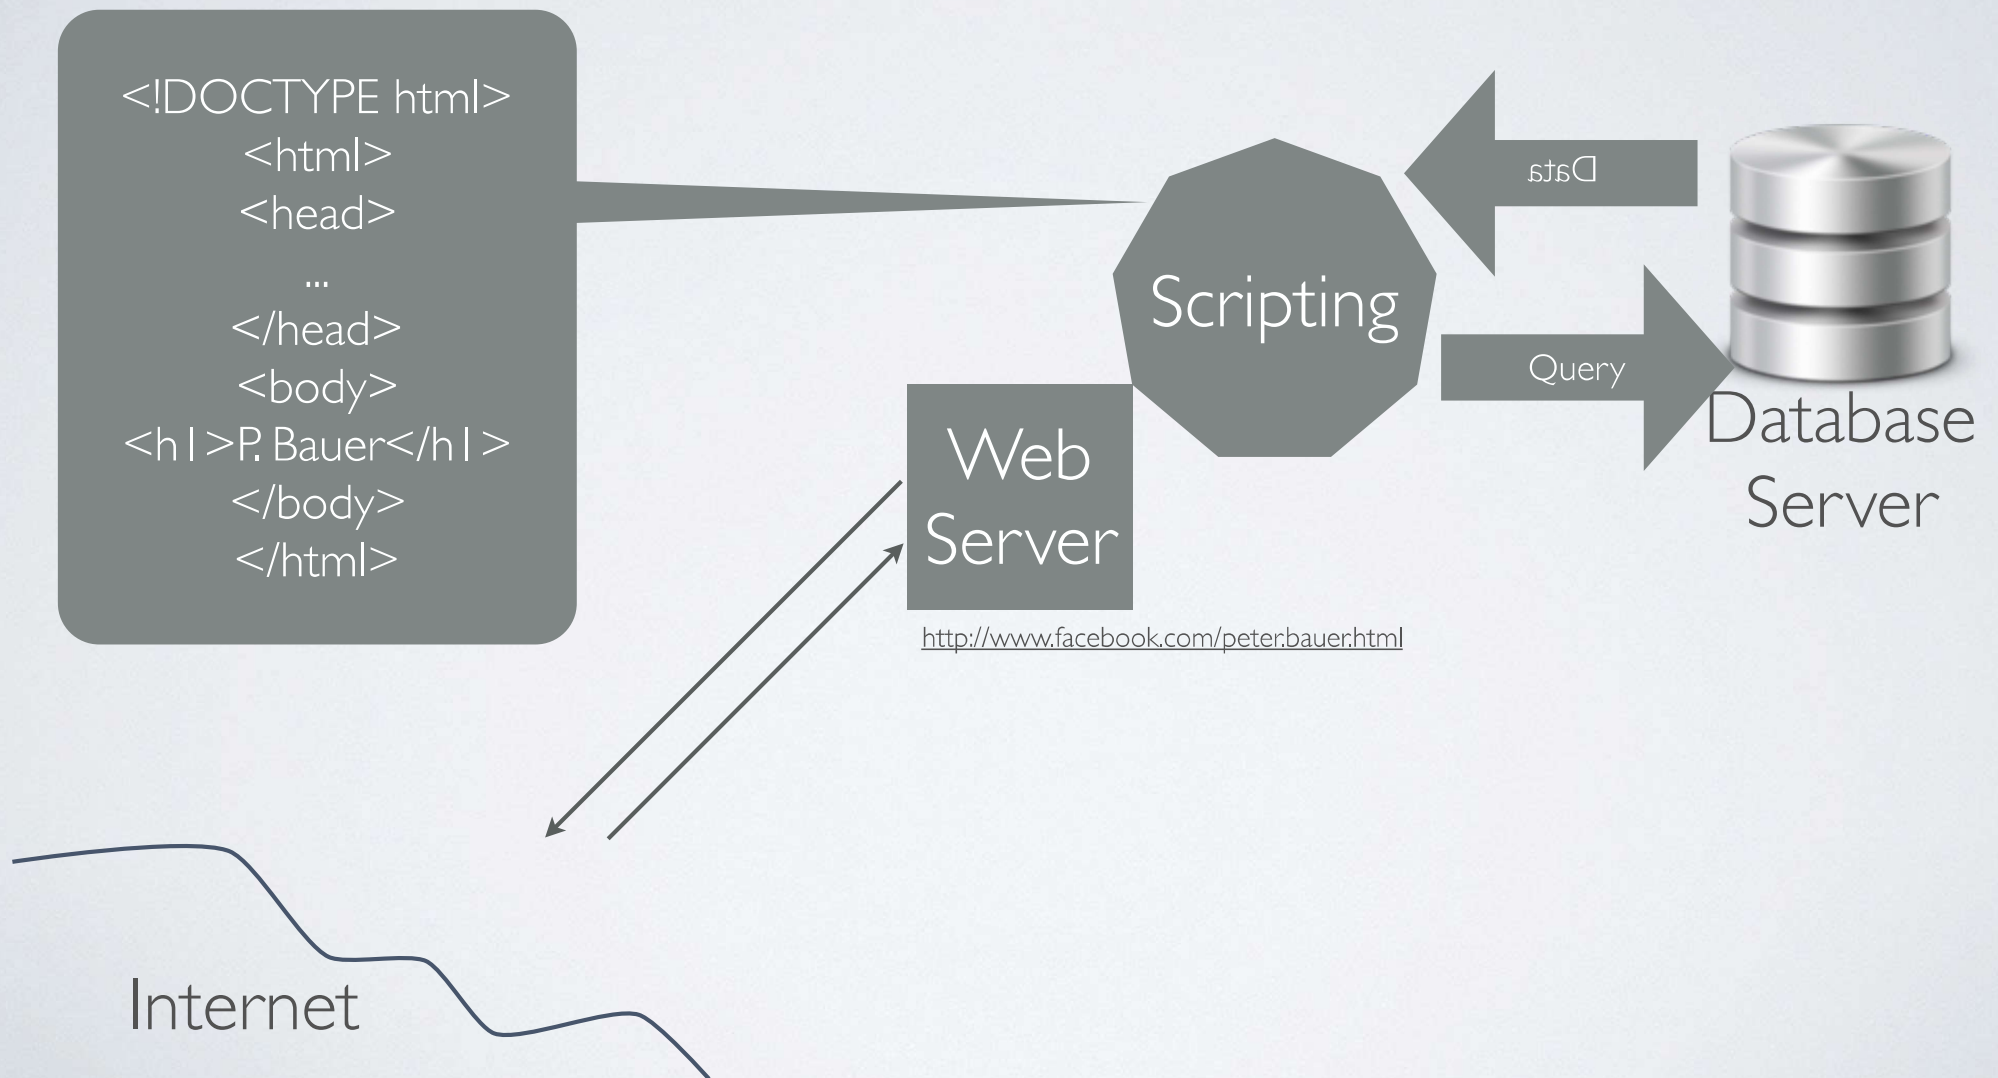 <!DOCTYPE html>
<html>
<head>
...
</head>
<body>
<h1>P. Bauer</h1>
</body>
</html>
Scripting
Data
Query
Database
Server
Web
Server
http://www.facebook.com/peter.bauer.html
Internet